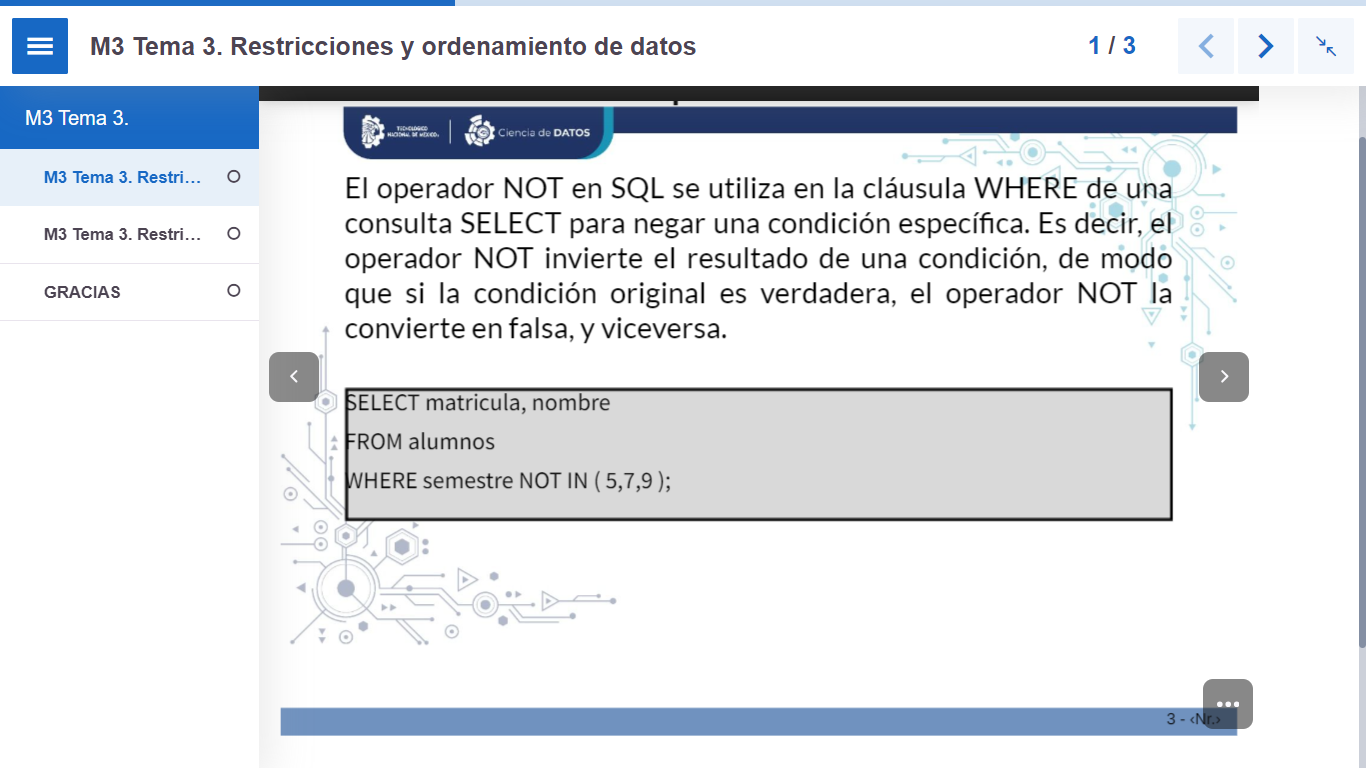 M3 Tema 3. Restricciones y ordenamiento de datos
1 / 3
M3 Tema 3.
M3 Tema 3. Restri...
M3 Tema 3. Restri...
GRACIAS
TECNOLÓGICO
NACIONAL DE MÉXICO.
Ciencia de DATOS
El operador NOT en SQL se utiliza en la cláusula WHERE de una
consulta SELECT para negar una condición específica. Es decir, el
operador NOT invierte el resultado de una condición, de modo
que si la condición original es verdadera, el operador NOT la
convierte en falsa, y viceversa.
SELECT matricula, nombre
FROM alumnos
WHERE semestre NOT IN ( 5,7,9 );
3 - ‹Nr.›